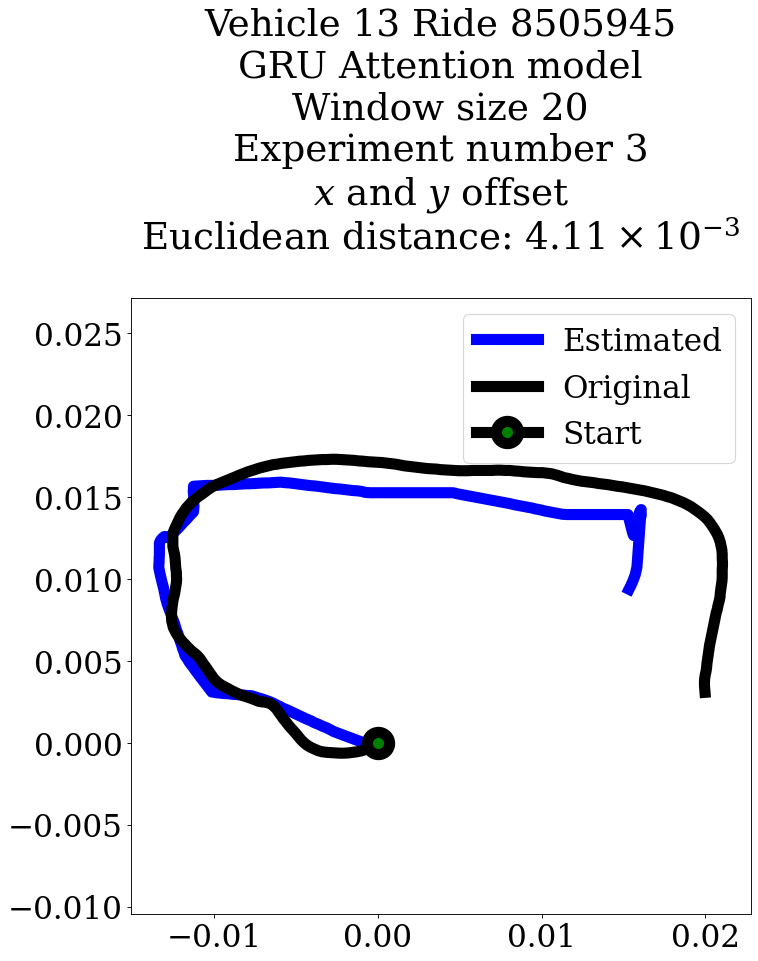 Vehicle 13 Ride 8505945
GRU Attention model
Window size 20
Experiment number 3
x and y offset
Euclidean distance: 4.11 × 10⁻³
Estimated
Original
Start
0.025
0.020
0.015
0.010
0.005
0.000
−0.005
−0.010
−0.01
0.00
0.01
0.02